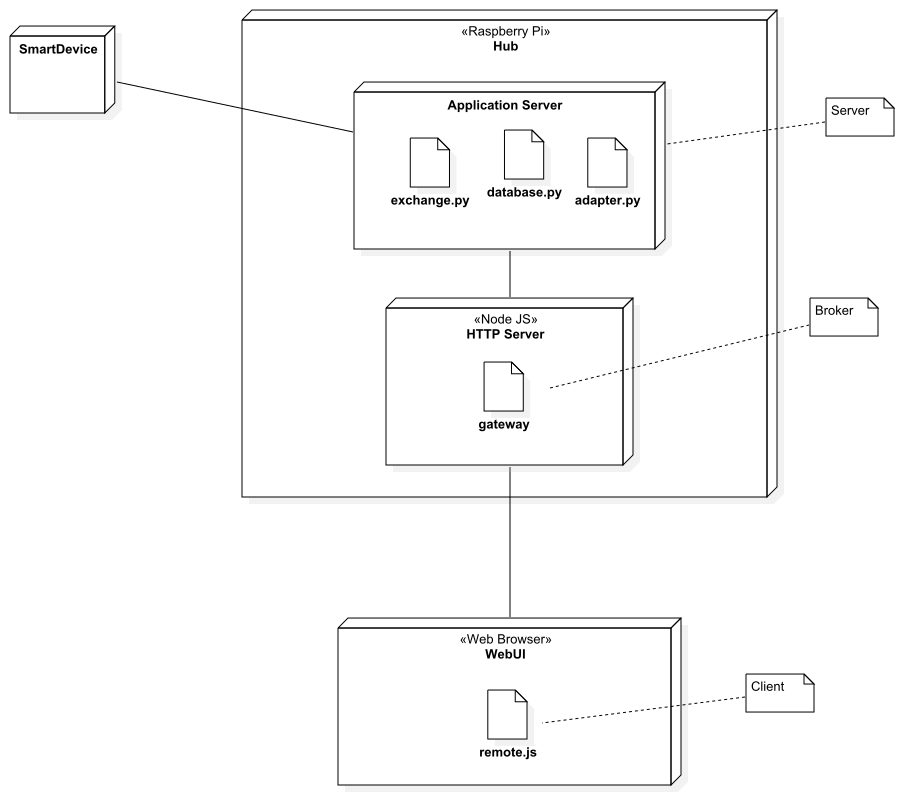 SmartDevice
«Raspberry Pi»
Hub
Application Server
exchange.py
database.py
adapter.py
Server
«Node JS»
HTTP Server
gateway
Broker
«Web Browser»
WebUI
remote.js
Client